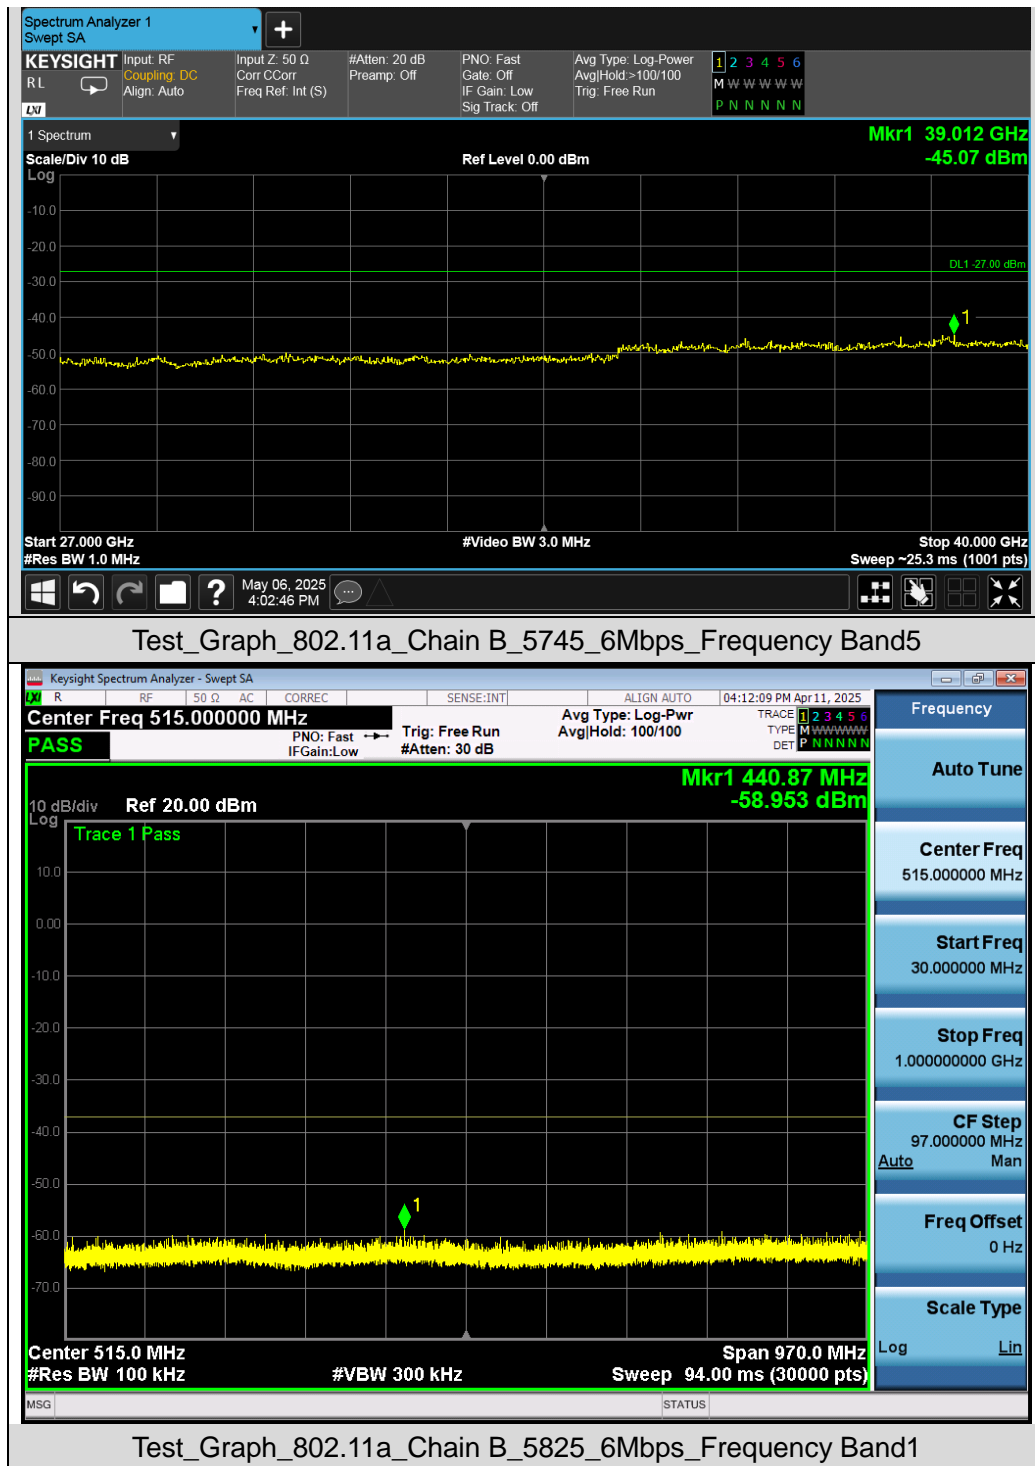 Spectrum Analyzer 1
Swept SA
+
KEYSIGHT
R L
LXI
Input: RF
Coupling: DC
Align: Auto
Input Z: 50 Ω
Corr CCorr
Freq Ref: Int (S)
#Atten: 20 dB
Preamp: Off
PNO: Fast
Gate: Off
IF Gain: Low
Sig Track: Off
Avg Type: Log-Power
Avg|Hold:>100/100
Trig: Free Run
1 2 3 4 5 6
M W W W W W
P N N N N N
1 Spectrum
Mkr1 39.012 GHz
-45.07 dBm
Scale/Div 10 dB
Ref Level 0.00 dBm
Log
-10.0
-20.0
DL1 -27.00 dBm
-30.0
-40.0
1
-50.0
-60.0
-70.0
-80.0
-90.0
Start 27.000 GHz
#Video BW 3.0 MHz
Stop 40.000 GHz
#Res BW 1.0 MHz
Sweep ~25.3 ms (1001 pts)
?
May 06, 2025
4:02:46 PM
Test_Graph_802.11a_Chain B_5745_6Mbps_Frequency Band5
Keysight Spectrum Analyzer - Swept SA
LXI R RF 50 Ω AC CORREC SENSE:INT ALIGN AUTO 04:12:09 PM Apr 11, 2025
Center Freq 515.000000 MHz
PASS
PNO: Fast
IFGain:Low
Trig: Free Run
#Atten: 30 dB
Avg Type: Log-Pwr
Avg|Hold: 100/100
TRACE 1 2 3 4 5 6
TYPE M W W W W W
DET P N N N N N
Mkr1 440.87 MHz
-58.953 dBm
10 dB/div Ref 20.00 dBm
Log
Trace 1 Pass
10.0
0.00
-10.0
-20.0
-30.0
-40.0
-50.0
1
-60.0
-70.0
Center 515.0 MHz
Span 970.0 MHz
#Res BW 100 kHz
#VBW 300 kHz
Sweep 94.00 ms (30000 pts)
MSG
STATUS
Frequency
Auto Tune
Center Freq
515.000000 MHz
Start Freq
30.000000 MHz
Stop Freq
1.000000000 GHz
CF Step
97.000000 MHz
Auto Man
Freq Offset
0 Hz
Scale Type
Log Lin
Test_Graph_802.11a_Chain B_5825_6Mbps_Frequency Band1